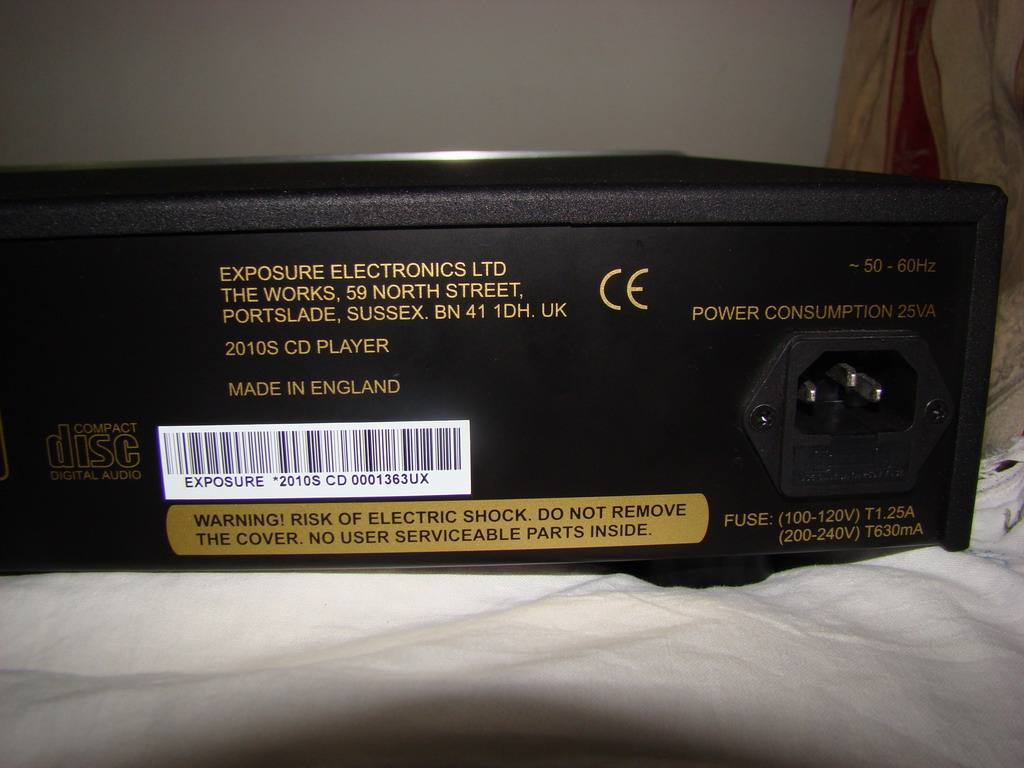 EXPOSURE ELECTRONICS LTD
THE WORKS, 59 NORTH STREET,
PORTSLADE, SUSSEX. BN 41 1DH. UK
2010S CD PLAYER
MADE IN ENGLAND
CE
~ 50 - 60Hz
POWER CONSUMPTION 25VA
COMPACT
disc
DIGITAL AUDIO
EXPOSURE *2010S CD 0001363UX
WARNING! RISK OF ELECTRIC SHOCK. DO NOT REMOVE
THE COVER. NO USER SERVICEABLE PARTS INSIDE.
FUSE: (100-120V) T1.25A
(200-240V) T630mA